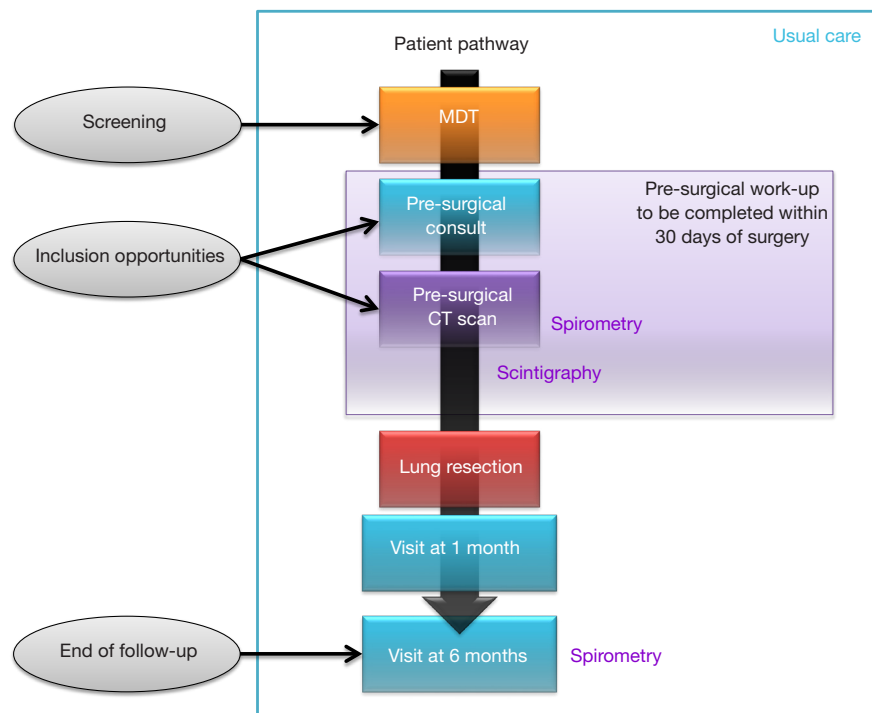 Usual care
Patient pathway
Screening
MDT
Pre-surgical work-up
to be completed within
30 days of surgery
Pre-surgical
consult
Inclusion opportunities
Pre-surgical
CT scan
Spirometry
Scintigraphy
Lung resection
Visit at 1 month
End of follow-up
Visit at 6 months
Spirometry